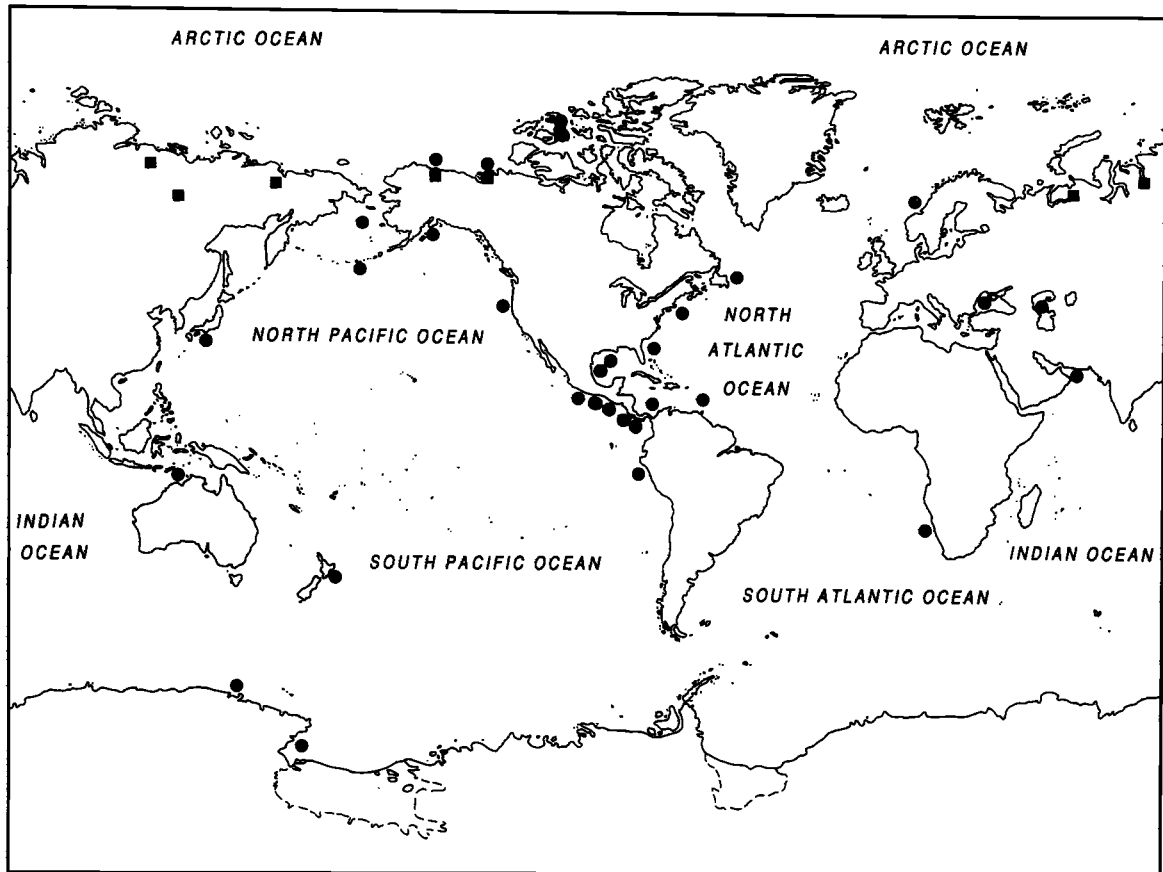 ARCTIC OCEAN
ARCTIC OCEAN
NORTH PACIFIC OCEAN
NORTH
ATLANTIC
OCEAN
INDIAN
OCEAN
SOUTH PACIFIC OCEAN
INDIAN OCEAN
SOUTH ATLANTIC OCEAN